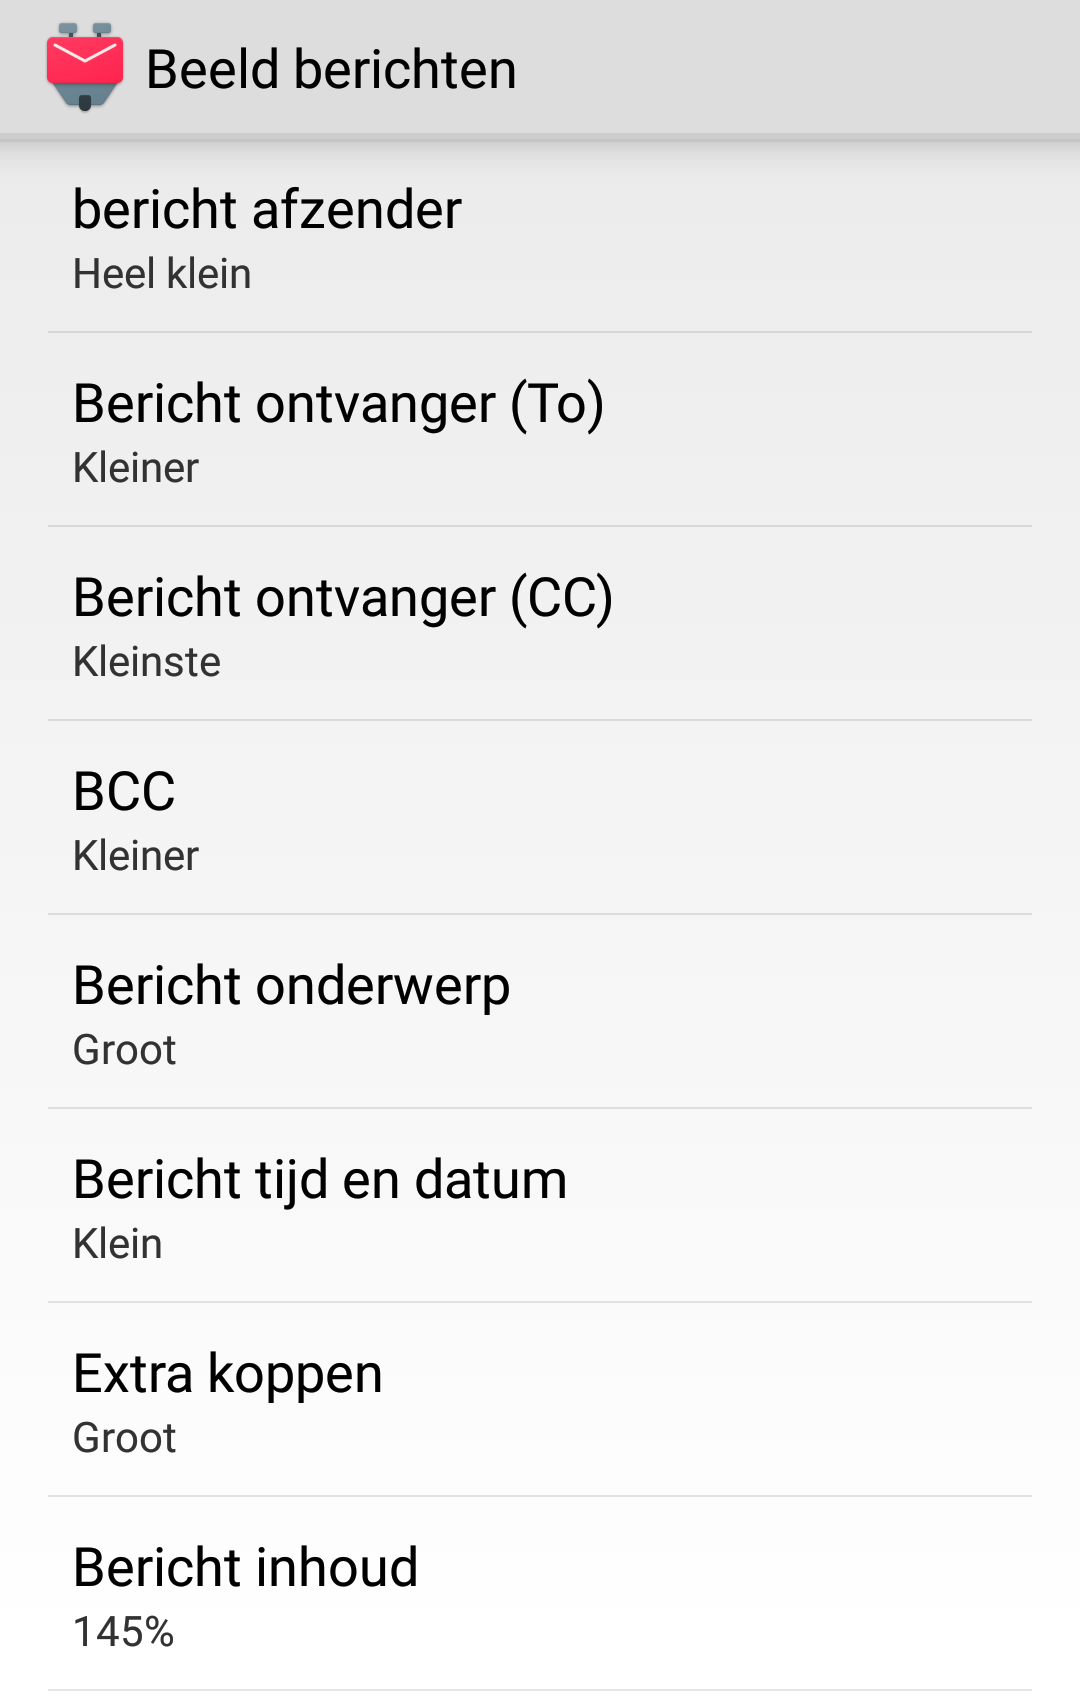 Beeld berichten
bericht afzender
Heel klein
Bericht ontvanger (To)
Kleiner
Bericht ontvanger (CC)
Kleinste
BCC
Kleiner
Bericht onderwerp
Groot
Bericht tijd en datum
Klein
Extra koppen
Groot
Bericht inhoud
145%